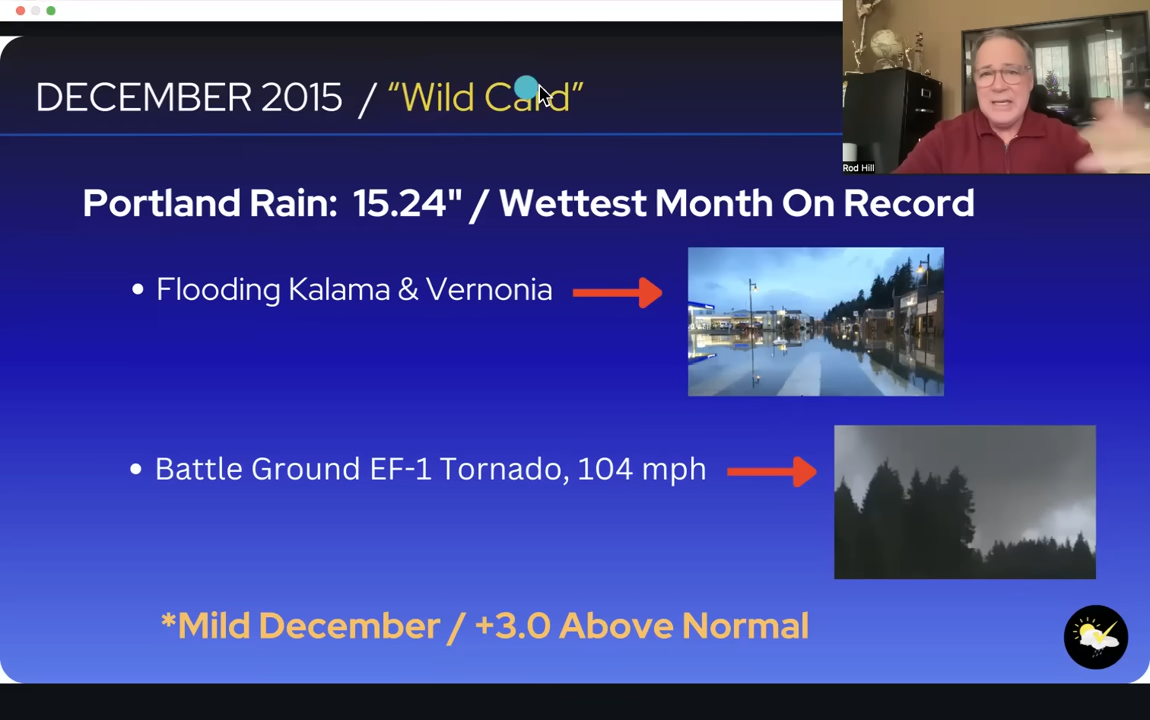 DECEMBER 2015 / “Wild Card”
Rod Hill
Portland Rain: 15.24" / Wettest Month On Record
• Flooding Kalama & Vernonia
• Battle Ground EF-1 Tornado, 104 mph
*Mild December / +3.0 Above Normal